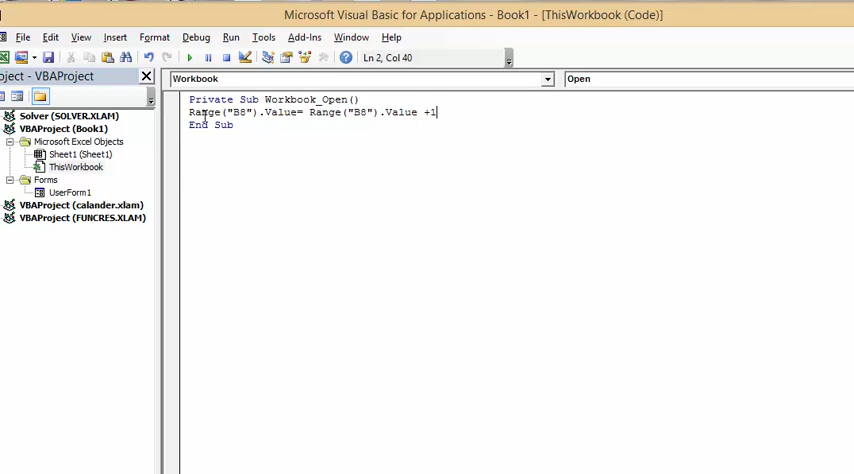 Microsoft Visual Basic for Applications - Book1 - [ThisWorkbook (Code)]
File Edit View Insert Format Debug Run Tools Add-Ins Window Help
Ln 2, Col 40
oject - VBAProject
Workbook
Open
Solver (SOLVER.XLAM)
VBAProject (Book1)
Microsoft Excel Objects
Sheet1 (Sheet1)
ThisWorkbook
Forms
UserForm1
VBAProject (calander.xlam)
VBAProject (FUNCRES.XLAM)
Private Sub Workbook_Open()
Range("B8").Value= Range("B8").Value +1
End Sub